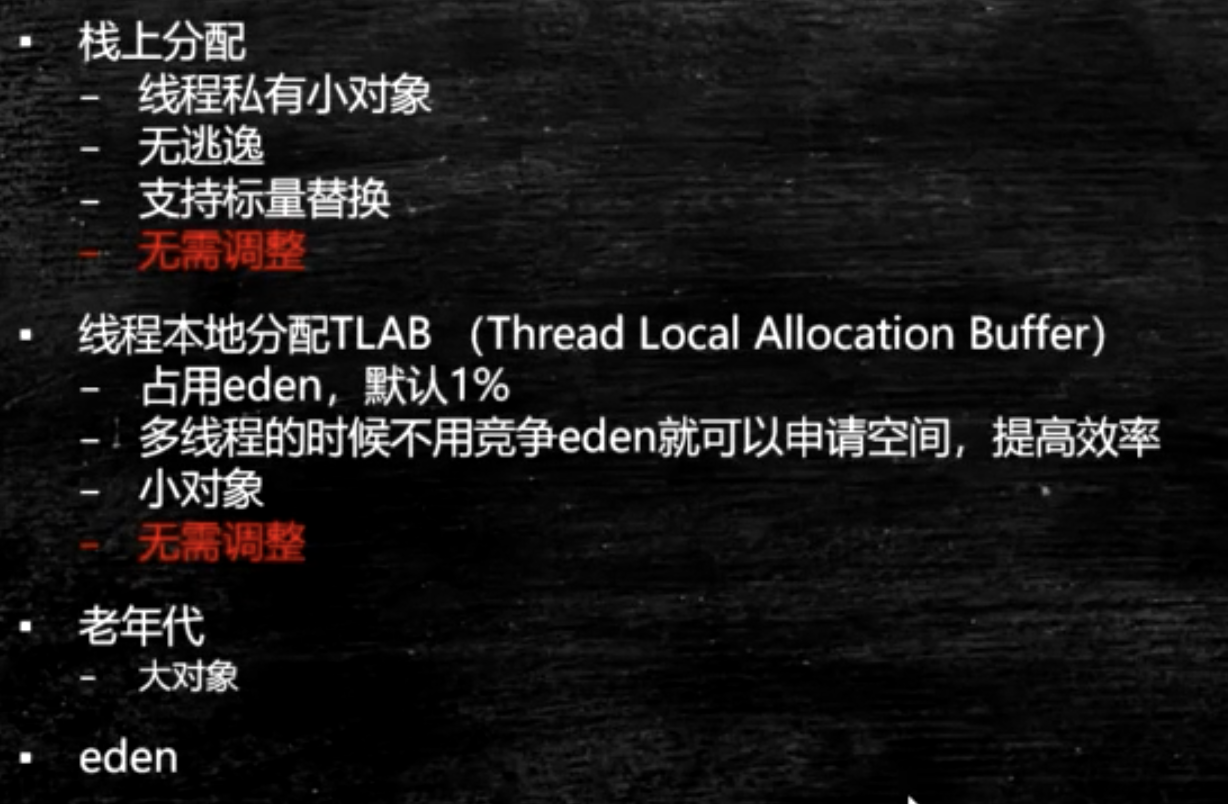 ▪ 栈上分配
– 线程私有小对象
– 无逃逸
– 支持标量替换
– 无需调整
▪ 线程本地分配TLAB （Thread Local Allocation Buffer）
– 占用eden，默认1%
– 多线程的时候不用竞争eden就可以申请空间，提高效率
– 小对象
– 无需调整
▪ 老年代
– 大对象
▪ eden